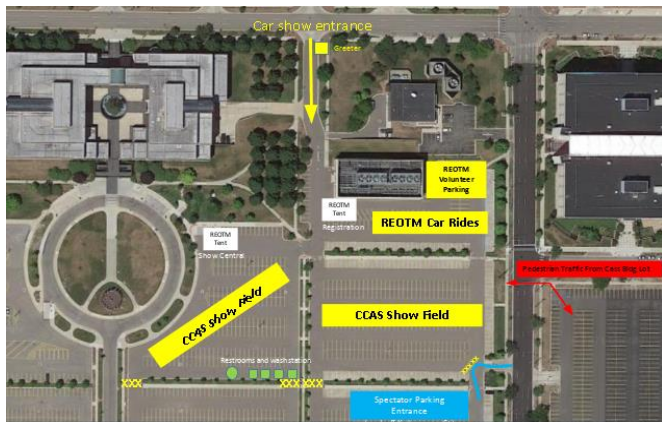 Car show entrance
Greeter
REOTM
Volunteer
Parking
REOTM
Tent
Registration
REOTM Car Rides
REOTM
Tent
Show Central
Pedestrian Traffic From Cass Bldg Lot
CCAS show Field
CCAS Show Field
Restrooms and wash station
XXX
XXX XXX
XXXXX
Spectator Parking
Entrance